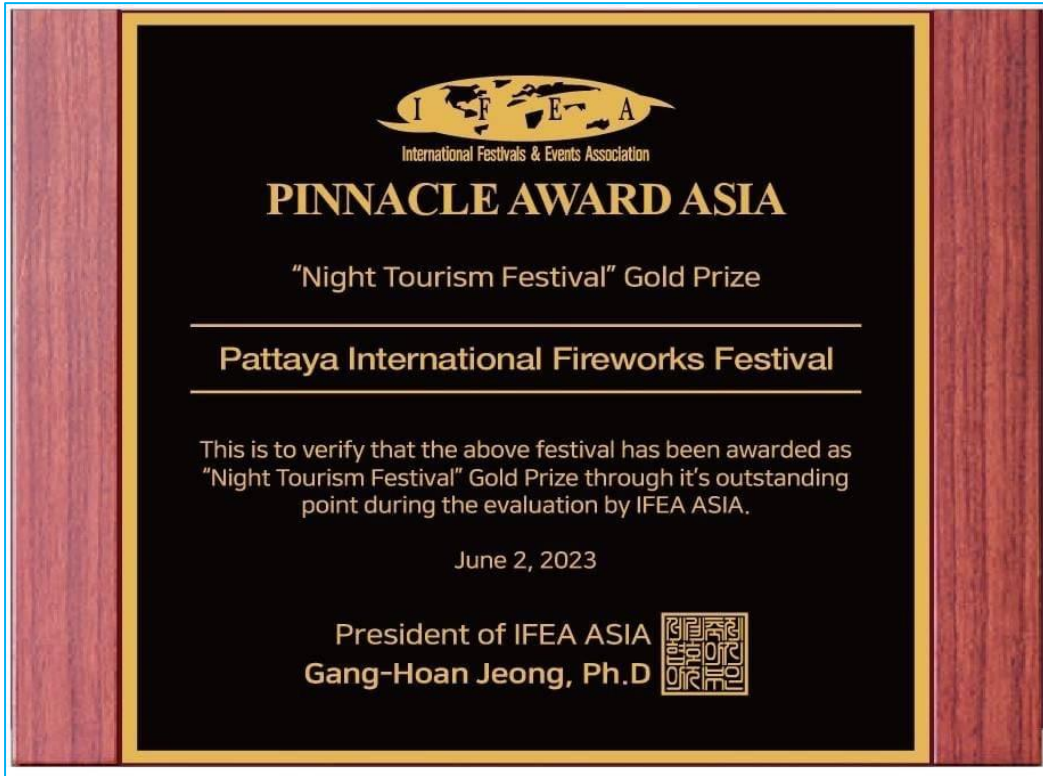 I F E A
International Festivals & Events Association
PINNACLE AWARD ASIA
“Night Tourism Festival” Gold Prize
Pattaya International Fireworks Festival
This is to verify that the above festival has been awarded as
“Night Tourism Festival” Gold Prize through it’s outstanding
point during the evaluation by IFEA ASIA.
June 2, 2023
President of IFEA ASIA
Gang-Hoan Jeong, Ph.D